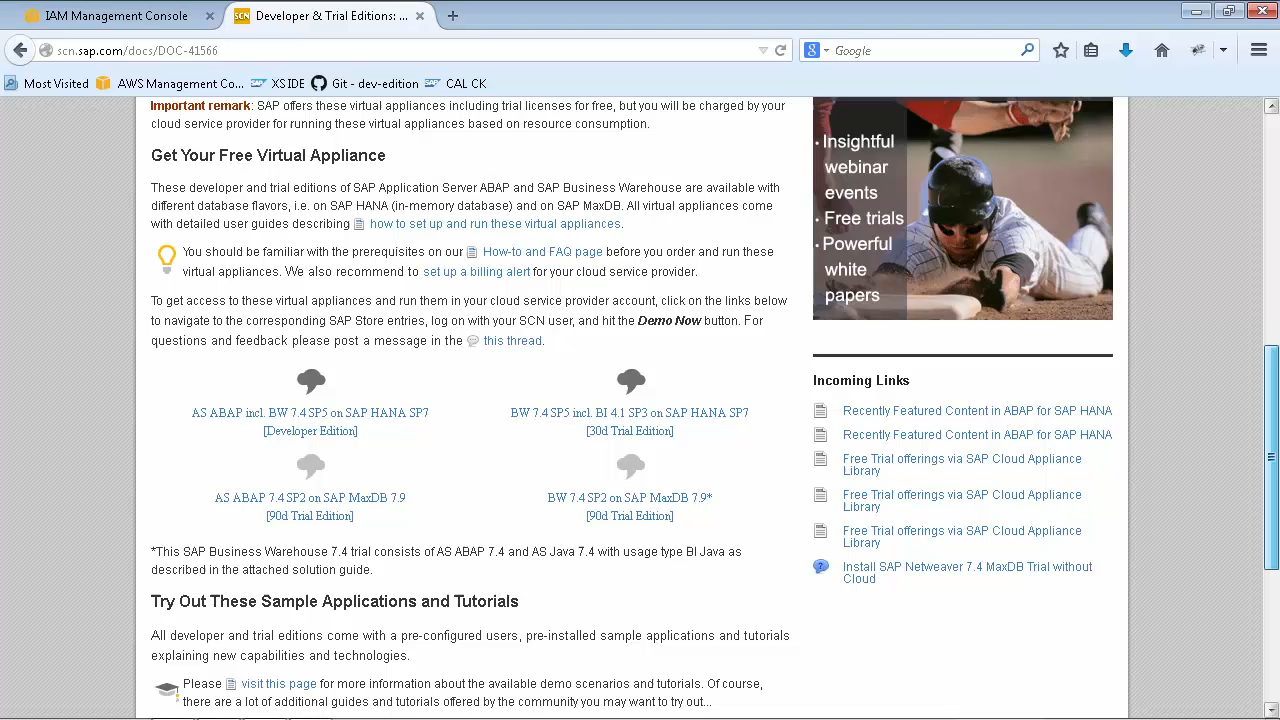 IAM Management Console
SCN Developer & Trial Editions: ...
scn.sap.com/docs/DOC-41566
Google
Most Visited AWS Management Co... XS IDE Git - dev-edition CAL CK
Important remark: SAP offers these virtual appliances including trial licenses for free, but you will be charged by your
cloud service provider for running there virtual appliances based on resource consumption.
Get Your Free Virtual Appliance
These developer and trial editions of SAP Application Server ABAP and SAP Business Warehouse are available with
different database flavors, i.e. on SAP HANA (in-memory database) and on SAP MaxDB. All virtual appliances come
with detailed user guides describing how to set up and run these virtual appliances.
You should be familiar with the prerequisites on our How-to and FAQ page before you order and run these
virtual appliances. We also recommend to set up a billing alert for your cloud service provider.
To get access to these virtual appliances and run them in your cloud service provider account, click on the links below
to navigate to the corresponding SAP Store entries, log on with your SCN user, and hit the Demo Now button. For
questions and feedback please post a message in the this thread.
AS ABAP incl. BW 7.4 SP5 on SAP HANA SP7
[Developer Edition]
BW 7.4 SP5 incl. BI 4.1 SP3 on SAP HANA SP7
[30d Trial Edition]
AS ABAP 7.4 SP2 on SAP MaxDB 7.9
[90d Trial Edition]
BW 7.4 SP2 on SAP MaxDB 7.9*
[90d Trial Edition]
*This SAP Business Warehouse 7.4 trial consists of AS ABAP 7.4 and AS Java 7.4 with usage type BI Java as
described in the attached solution guide.
Try Out These Sample Applications and Tutorials
All developer and trial editions come with a pre-configured users, pre-installed sample applications and tutorials
explaining new capabilities and technologies.
Please visit this page for more information about the available demo scenarios and tutorials. Of course,
there are a lot of additional guides and tutorials offered by the community you may want to try out...
• Insightful
webinar
events
• Free trials
• Powerful
white
papers
Incoming Links
Recently Featured Content in ABAP for SAP HANA
Recently Featured Content in ABAP for SAP HANA
Free Trial offerings via SAP Cloud Appliance
Library
Free Trial offerings via SAP Cloud Appliance
Library
Free Trial offerings via SAP Cloud Appliance
Library
Install SAP Netweaver 7.4 MaxDB Trial without
Cloud